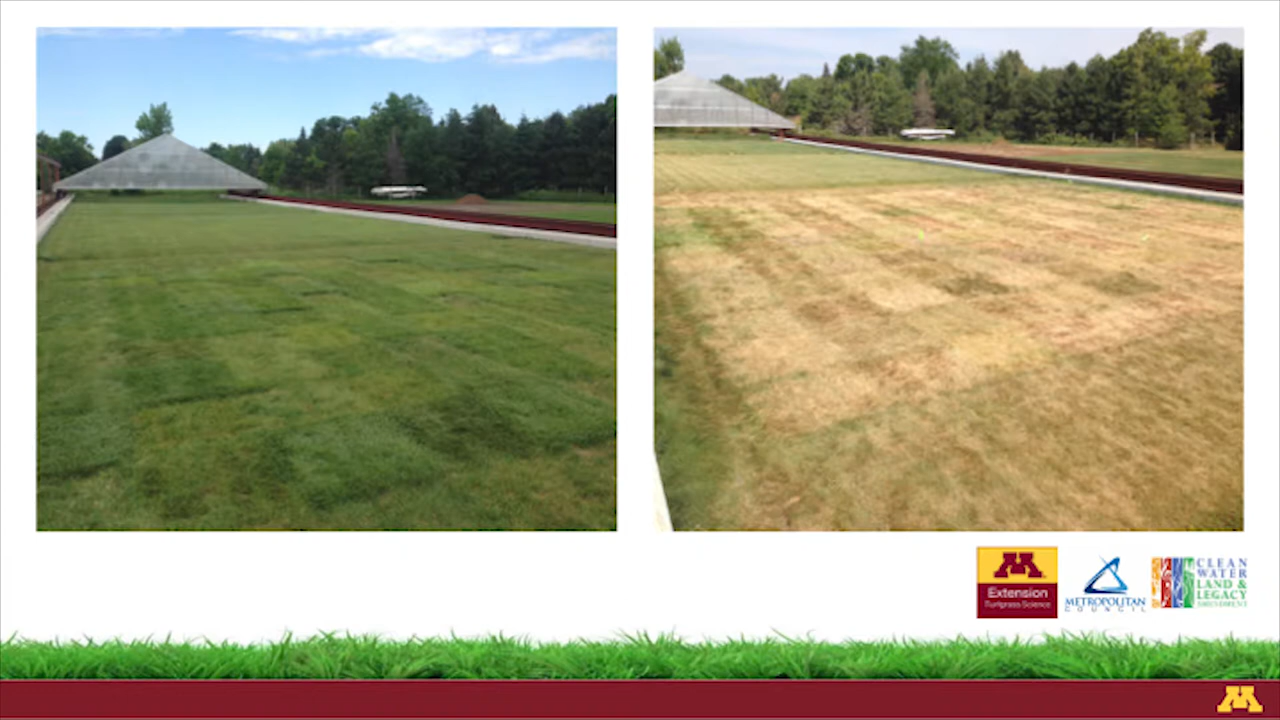 M
Extension
Turfgrass Science
METROPOLITAN
COUNCIL
CLEAN
WATER
LAND &
LEGACY
AMENDMENT
M